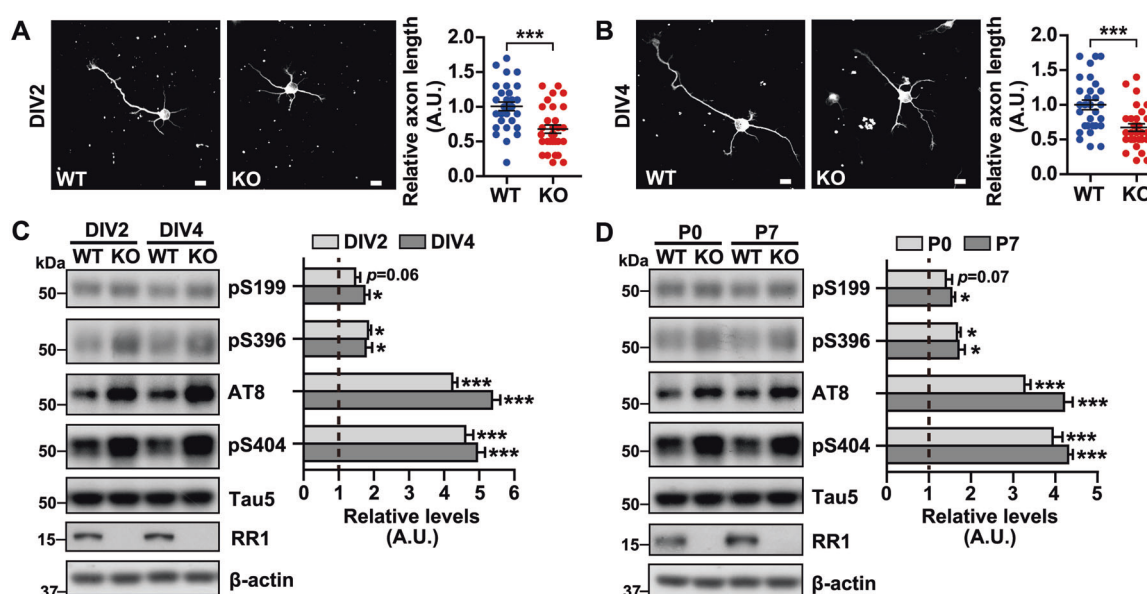 A
DIV2
WT
KO
Relative axon length
(A.U.)
2.0
1.5
1.0
0.5
0.0
***
WT
KO
B
DIV4
WT
KO
Relative axon length
(A.U.)
2.0
1.5
1.0
0.5
0.0
***
WT
KO
C
DIV2 DIV4
kDa WT KO WT KO
50 pS199
50 pS396
50 AT8
50 pS404
50 Tau5
15 RR1
37 β-actin
DIV2 DIV4
p=0.06
*
*
*
***
***
***
***
0 1 2 3 4 5 6
Relative levels
(A.U.)
D
P0 P7
kDa WT KO WT KO
50 pS199
50 pS396
50 AT8
50 pS404
50 Tau5
15 RR1
37 β-actin
P0 P7
p=0.07
*
*
*
***
***
***
***
0 1 2 3 4 5
Relative levels
(A.U.)